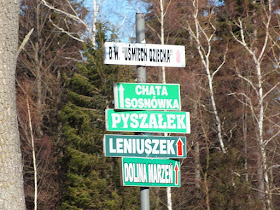 D.W. "UŚMIECH DZIECKA"
CHATA
SOSNÓWKA
PYSZAŁEK
LENIUSZEK
DOLINA MARZEŃ